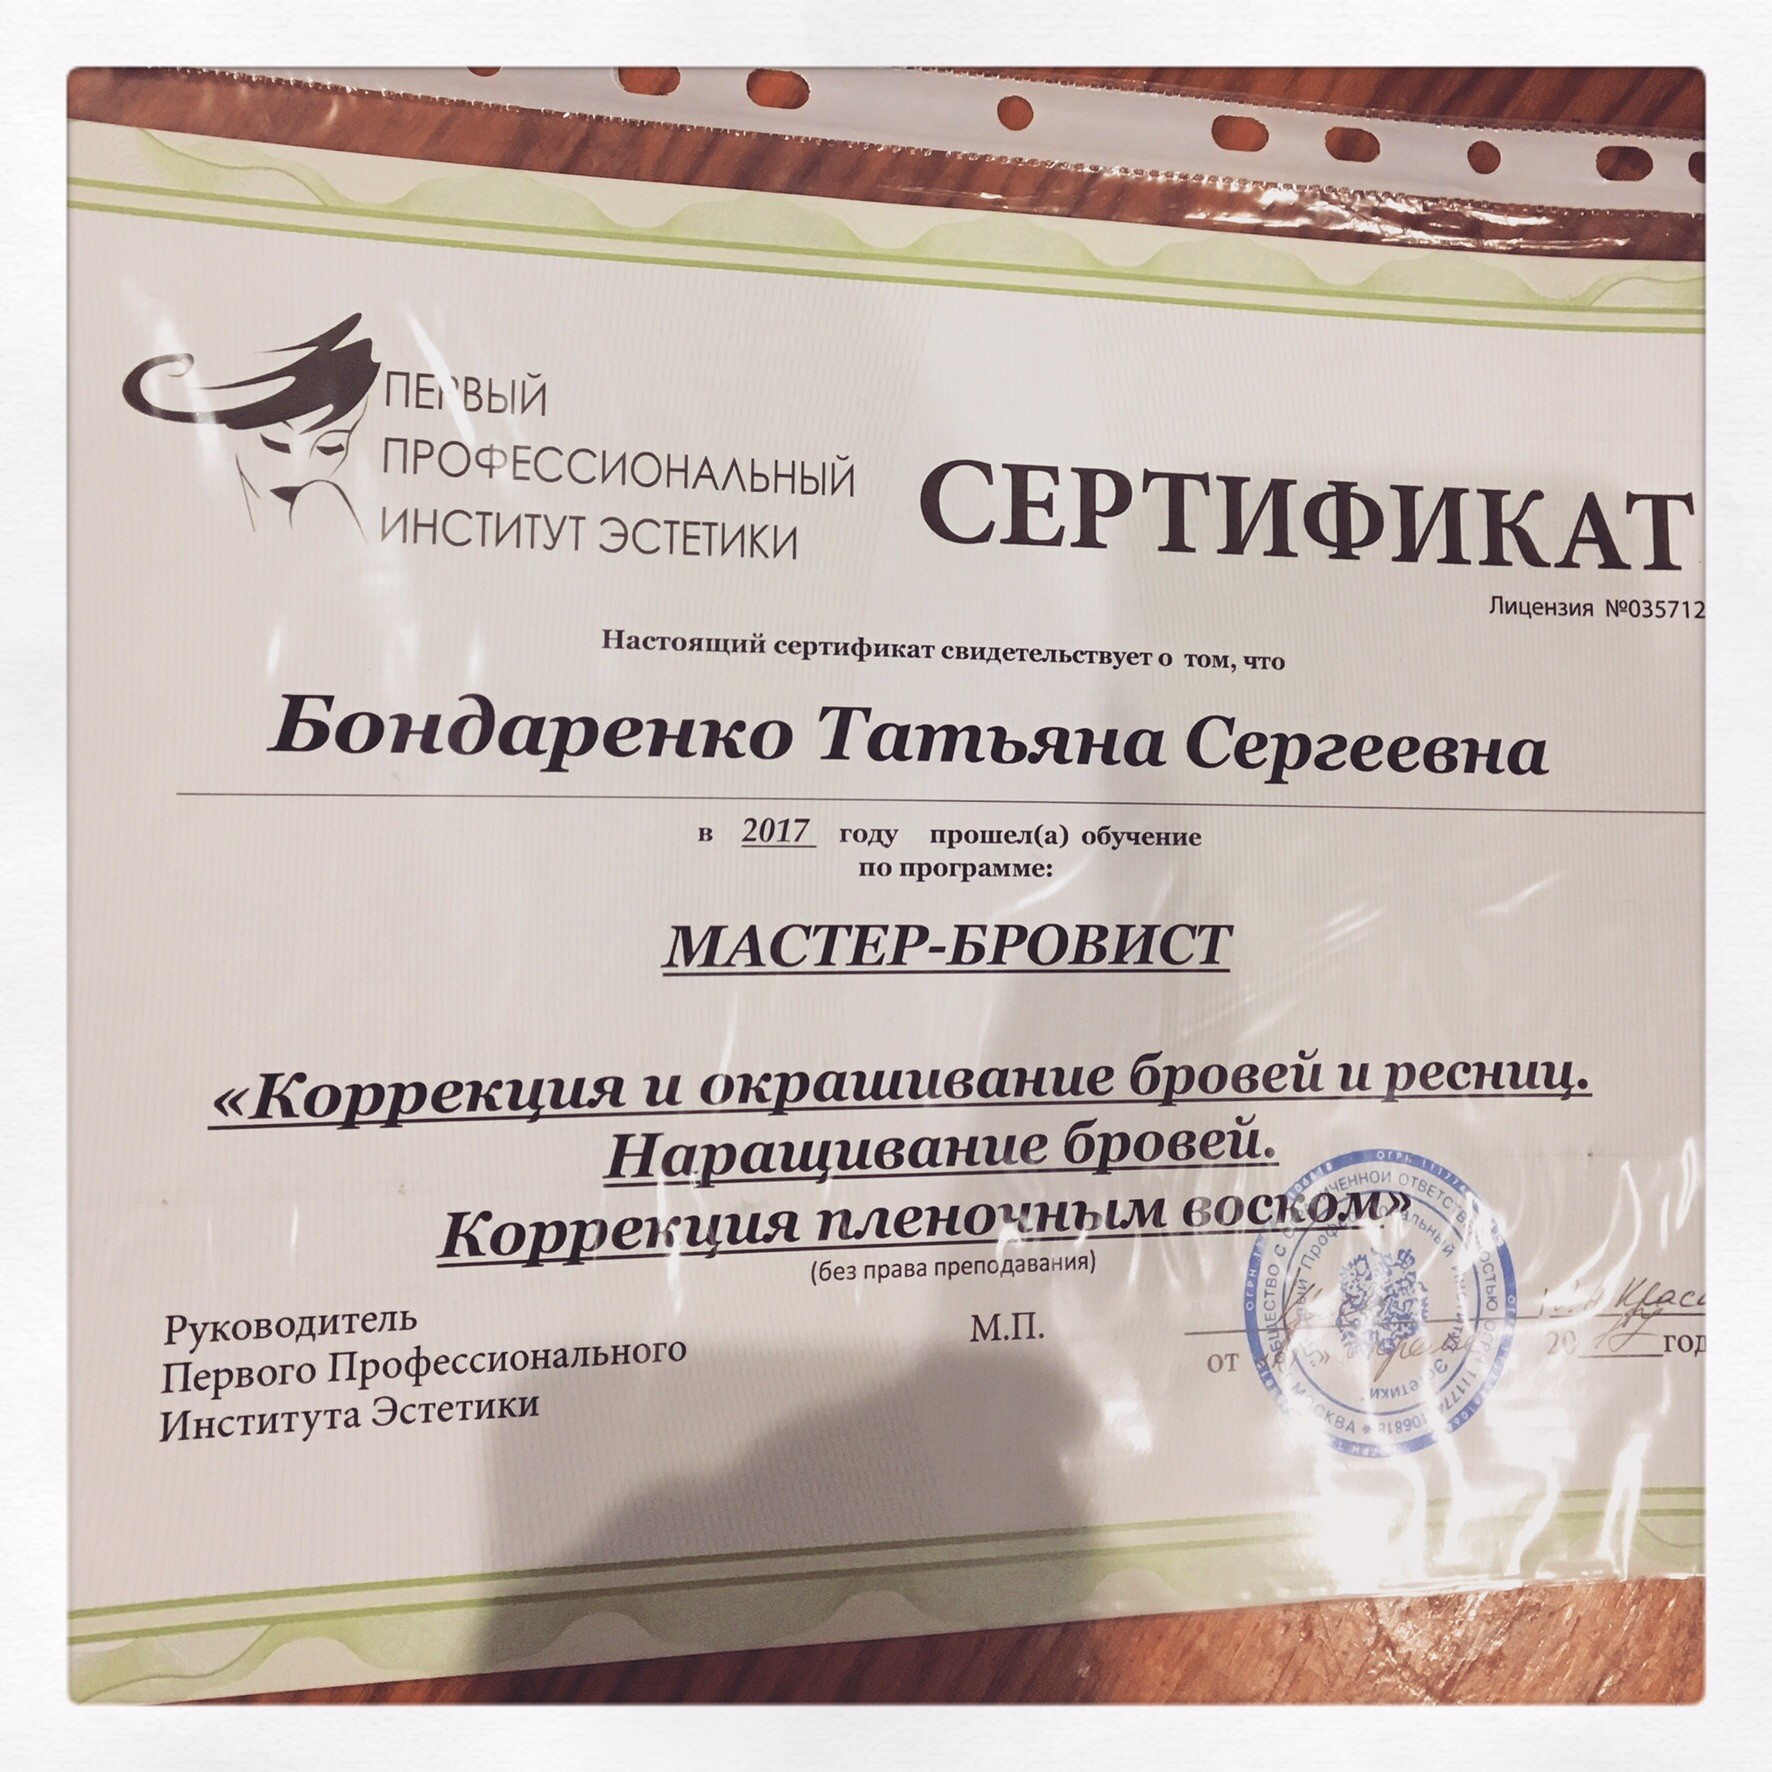 ПЕРВЫЙ
ПРОФЕССИОНАЛЬНЫЙ
ИНСТИТУТ ЭСТЕТИКИ
СЕРТИФИКАТ
Лицензия №035712
Настоящий сертификат свидетельствует о том, что
Бондаренко Татьяна Сергеевна
в 2017 году прошел(а) обучение
по программе:
МАСТЕР-БРОВИСТ
«Коррекция и окрашивание бровей и ресниц.
Наращивание бровей.
Коррекция пленочным воском»
(без права преподавания)
Руководитель
Первого Профессионального
Института Эстетики
М.П.
от
МОСКВА